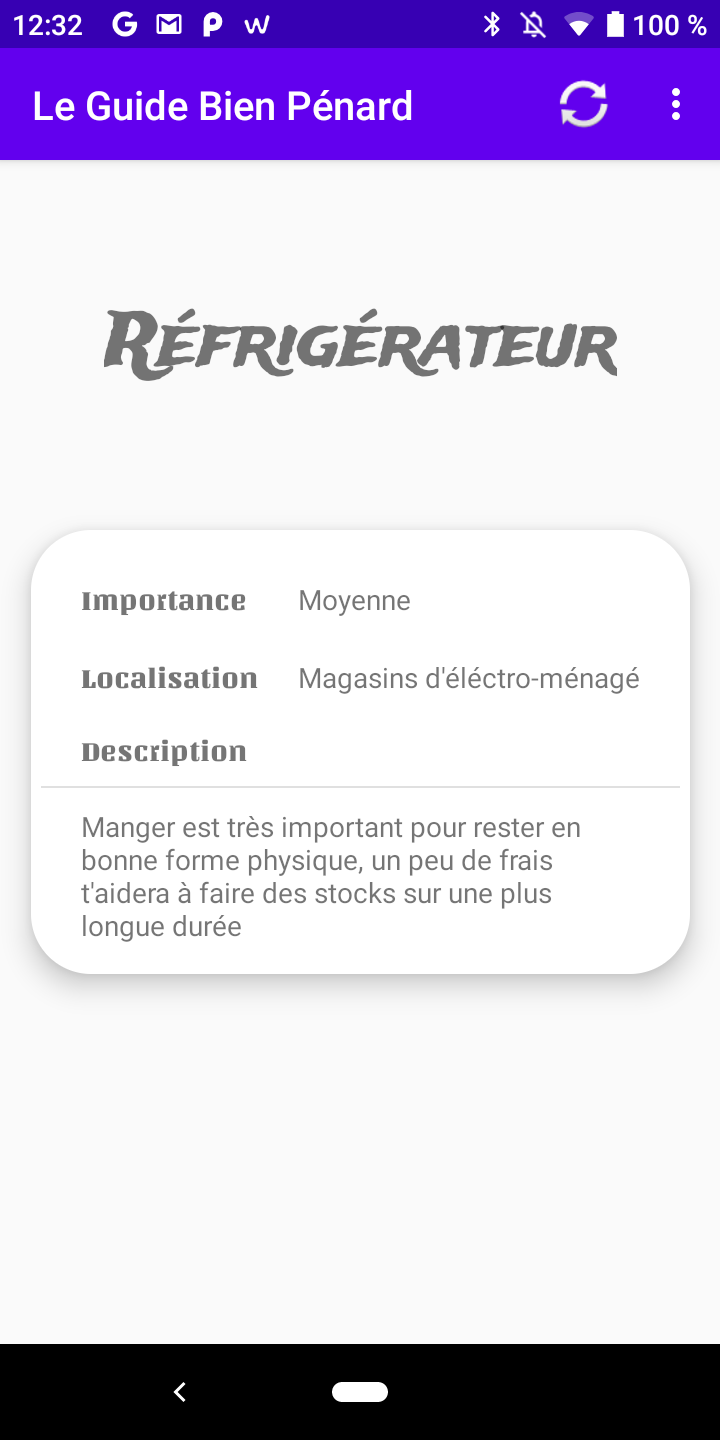 12:32
100 %
Le Guide Bien Pénard
Réfrigérateur
Importance Moyenne
Localisation Magasins d'éléctro-ménagé
Description
Manger est très important pour rester en
bonne forme physique, un peu de frais
t'aidera à faire des stocks sur une plus
longue durée